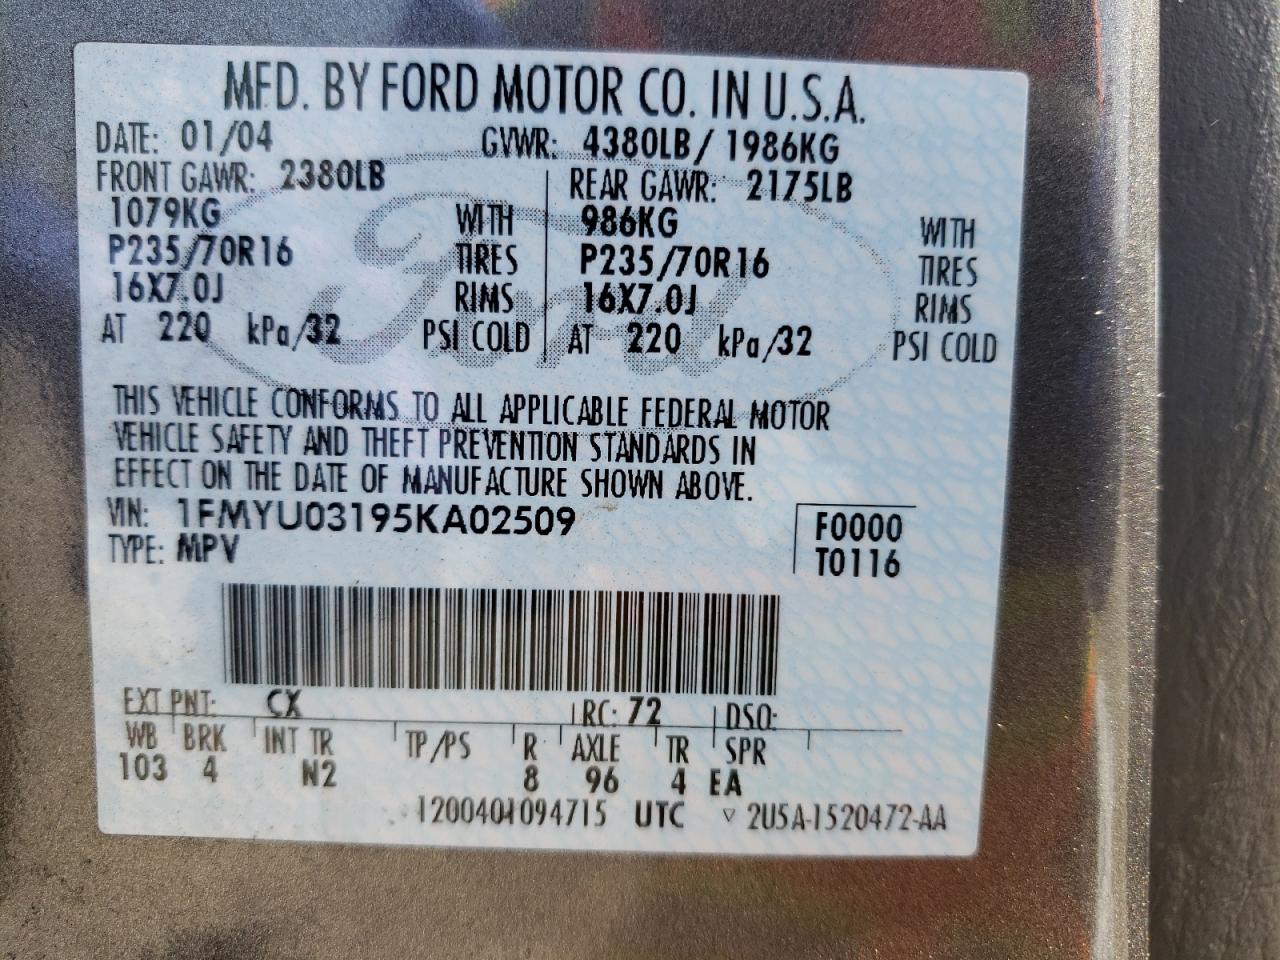 MFD. BY FORD MOTOR CO. IN U.S.A.
DATE: 01/04 GVWR: 4380LB/ 1986KG
FRONT GAWR: 2380LB REAR GAWR: 2175LB
1079KG WITH 986KG WITH
P235/70R16 TIRES P235/70R16 TIRES
16X7.0J RIMS 16X7.0J RIMS
AT 220 kPa/32 PSI COLD AT 220 kPa/32 PSI COLD
Ford
THIS VEHICLE CONFORMS TO ALL APPLICABLE FEDERAL MOTOR
VEHICLE SAFETY AND THEFT PREVENTION STANDARDS IN
EFFECT ON THE DATE OF MANUFACTURE SHOWN ABOVE.
VIN: 1FMYU03195KA02509 F0000
TYPE: MPV T0116
EXT PNT: CX RC: 72 DSO:
WB BRK INT TR TP/PS R AXLE TR SPR
103 4 N2 8 96 4 EA
1200401094715 UTC ▽ 2U5A-1520472-AA